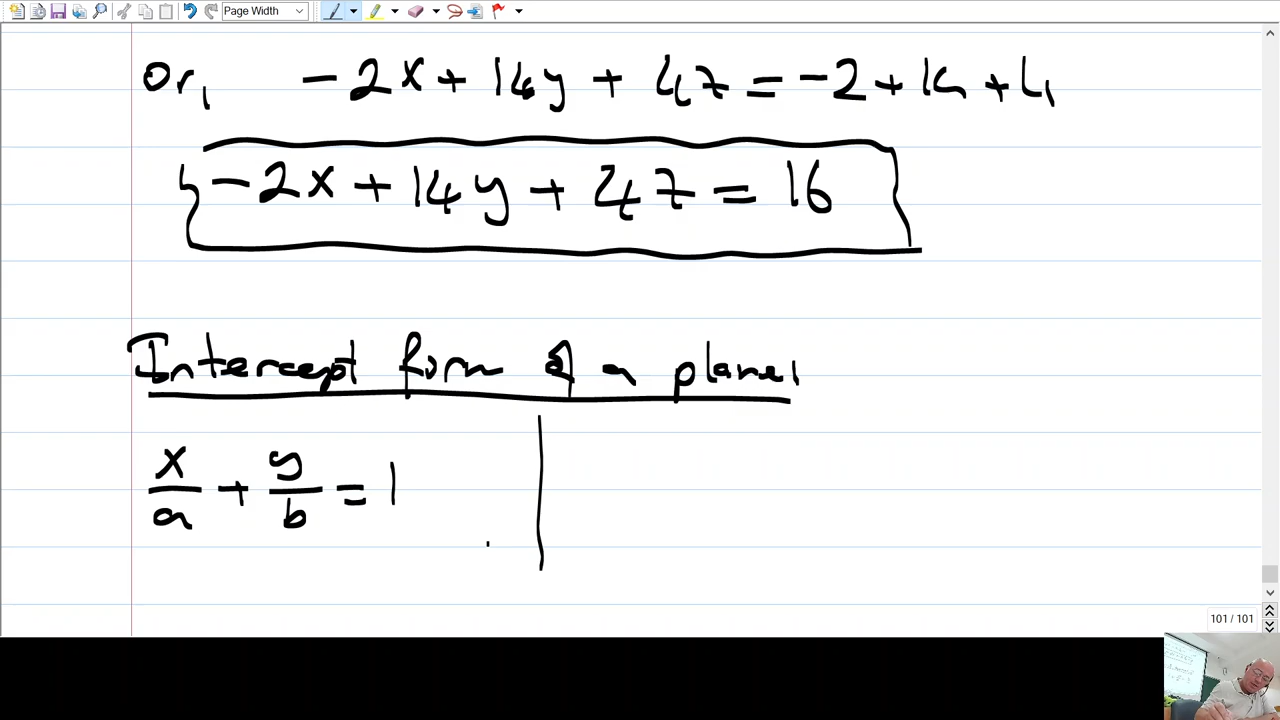 Page Width
Or, -2x + 14y + 4z = -2 + 14 + 4
-2x + 14y + 4z = 16
Intercept form of a plane:
x/a + y/b = 1
101 / 101